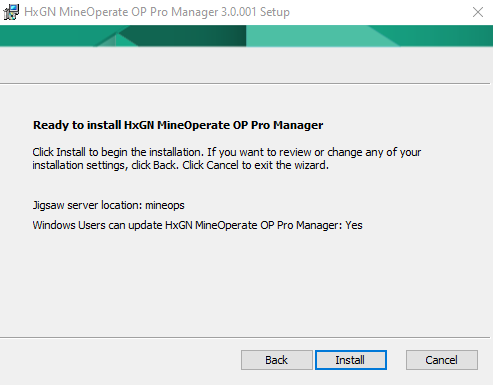 HxGN MineOperate OP Pro Manager 3.0.001 Setup
Ready to install HxGN MineOperate OP Pro Manager
Click Install to begin the installation. If you want to review or change any of your
installation settings, click Back. Click Cancel to exit the wizard.
Jigsaw server location: mineops
Windows Users can update HxGN MineOperate OP Pro Manager: Yes
Back
Install
Cancel